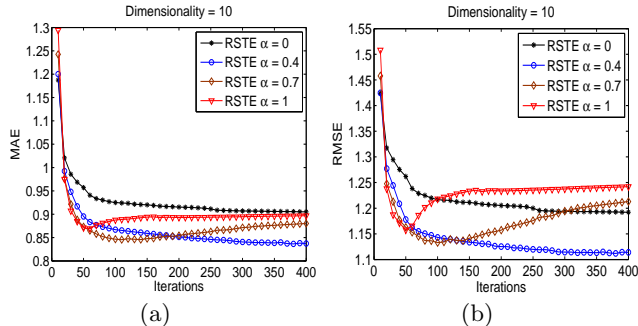 Dimensionality = 10
1.3
1.25
1.2
1.15
1.1
1.05
1
0.95
0.9
0.85
0.8
MAE
RSTE α = 0
RSTE α = 0.4
RSTE α = 0.7
RSTE α = 1
0 50 100 150 200 250 300 350 400
Iterations
(a)
Dimensionality = 10
1.55
1.5
1.45
1.4
1.35
1.3
1.25
1.2
1.15
1.1
RMSE
RSTE α = 0
RSTE α = 0.4
RSTE α = 0.7
RSTE α = 1
0 50 100 150 200 250 300 350 400
Iterations
(b)